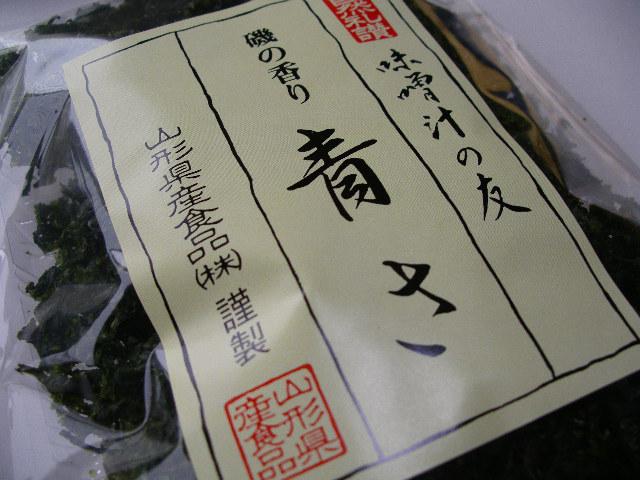 味噌汁の友
磯の香り
青さ
山形県産食品(株)謹製
山形県
産食品